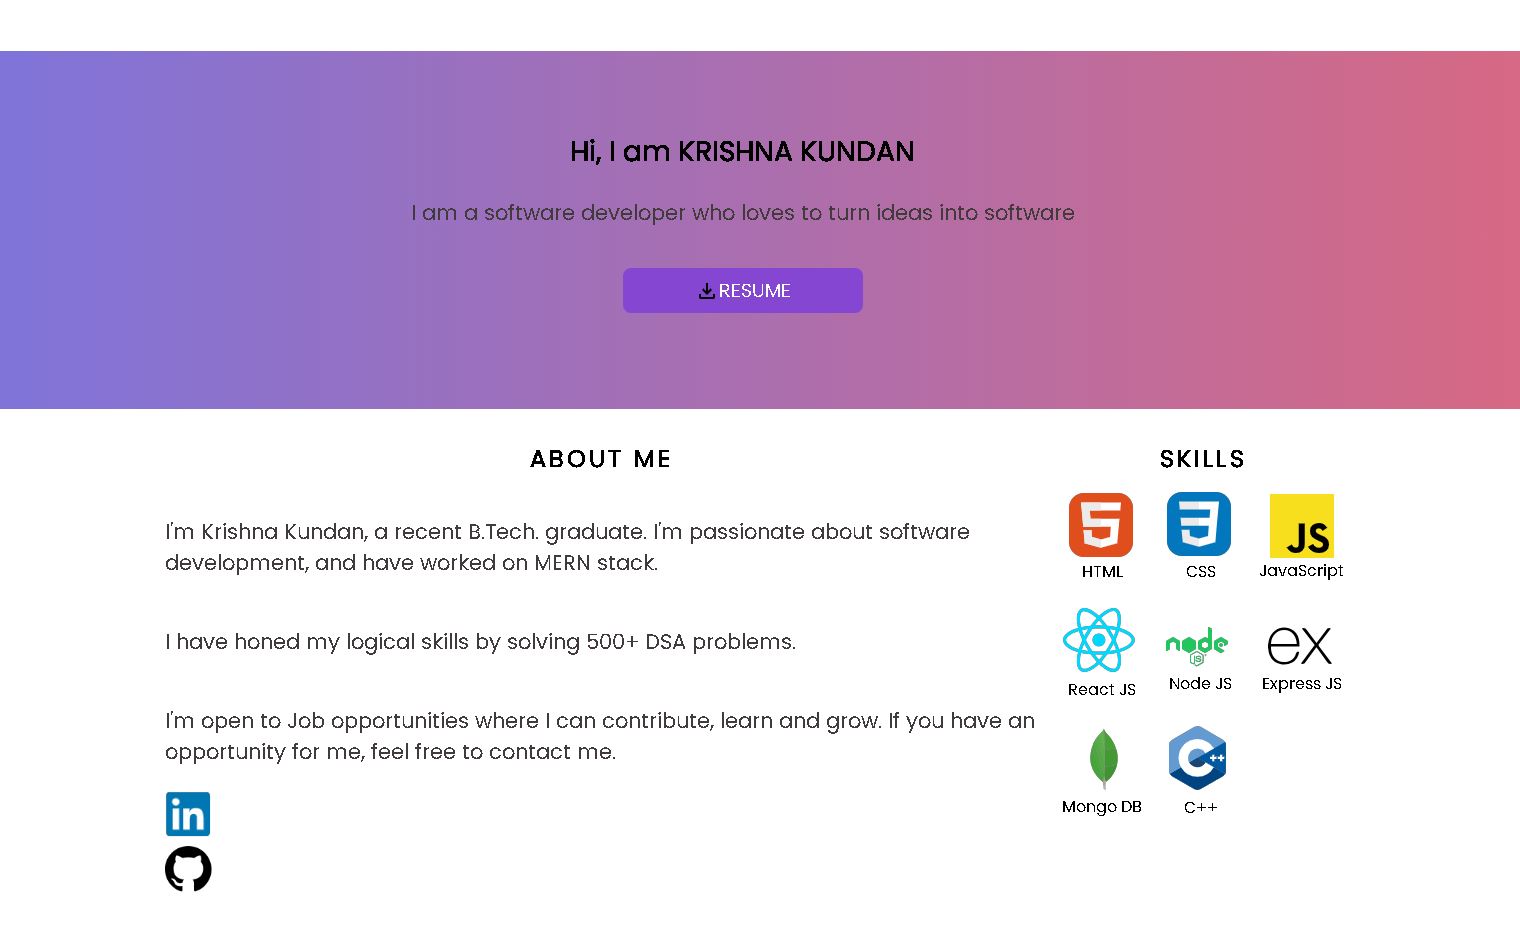 Hi, I am KRISHNA KUNDAN
I am a software developer who loves to turn ideas into software
RESUME
ABOUT ME
I'm Krishna Kundan, a recent B.Tech. graduate. I'm passionate about software
development, and have worked on MERN stack.
I have honed my logical skills by solving 500+ DSA problems.
I'm open to Job opportunities where I can contribute, learn and grow. If you have an
opportunity for me, feel free to contact me.
in
SKILLS
5
3
JS
HTML
CSS
JavaScript
node
JS
ex
React JS
Node JS
Express JS
C++
Mongo DB
C++